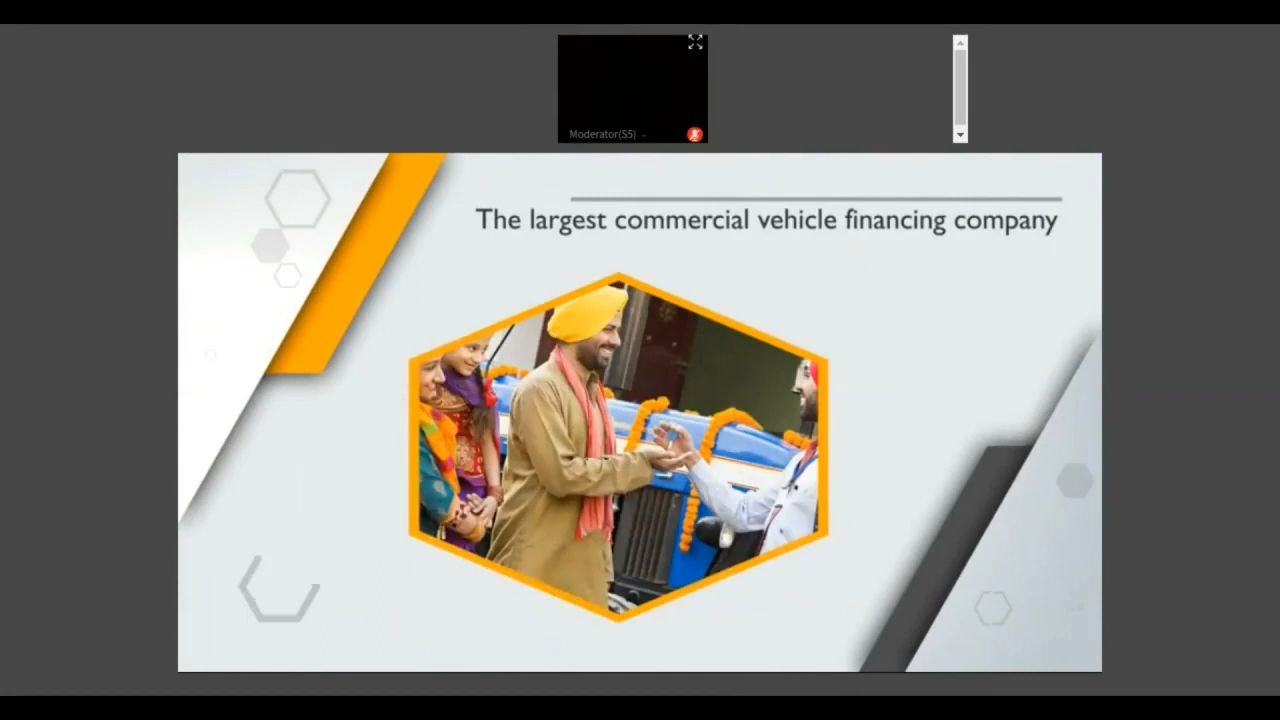 Moderator(S5)
The largest commercial vehicle financing company